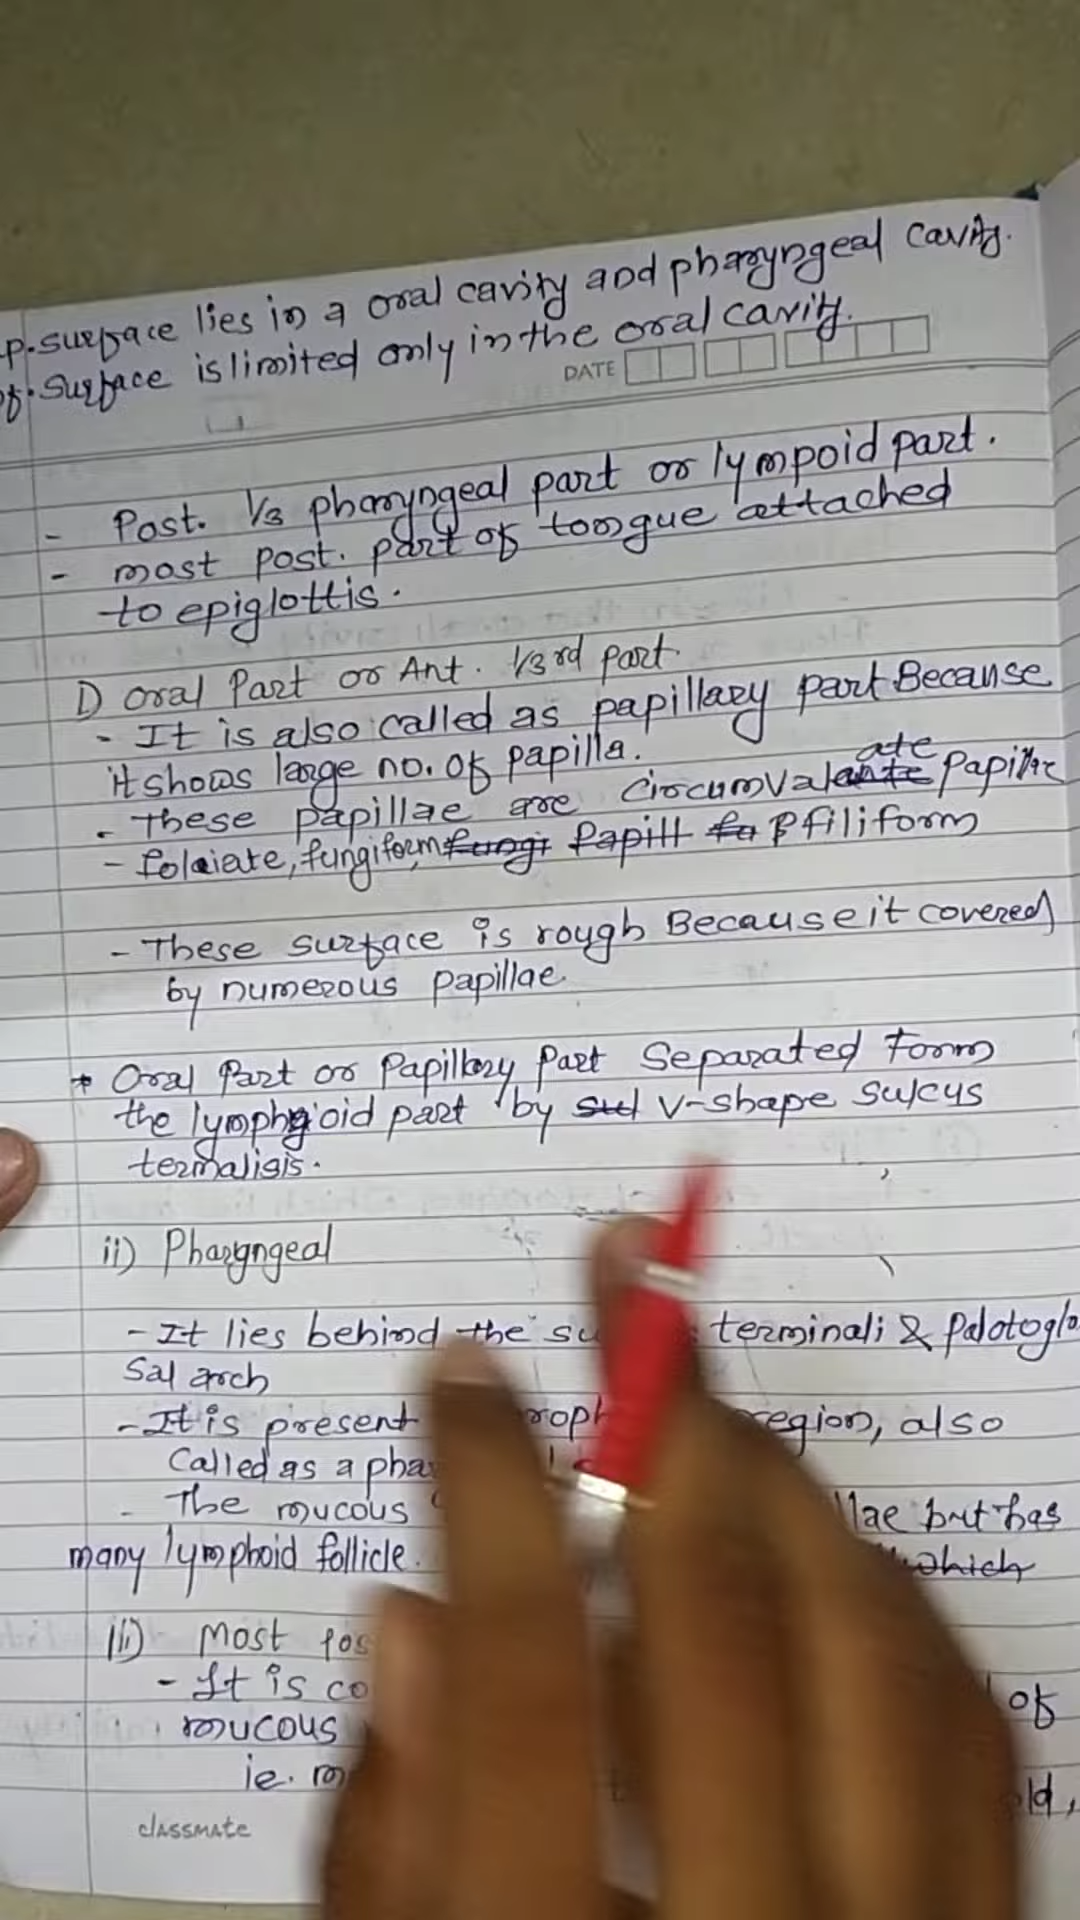 p. surface lies in a oral cavity and pharyngeal cavity.
f. surface is limited only in the oral cavity.
DATE
- Post. 1/3 pharyngeal part or lympoid part.
- most post. part of tongue attached
to epiglottis.
I) Oral Part or Ant. 1/3 rd part.
- It is also called as papillary part Because
it shows large no. of papilla.
- These papillae are circumvalate papillae
- folaiate, fungiform, filiform
- These surface is rough Because it covered
by numerous papillae.
* Oral Part or Papillary Part Separated Form
the lymphoid part by V-shape sulcus
termalisis.
ii) Pharyngeal
- It lies behind the terminali & Palatoglo
sal arch
- It is present region, also
called as a
- The mucous but has
many lymphoid follicle. which
iii) Most
- It is of
mucous
ie.
classmate